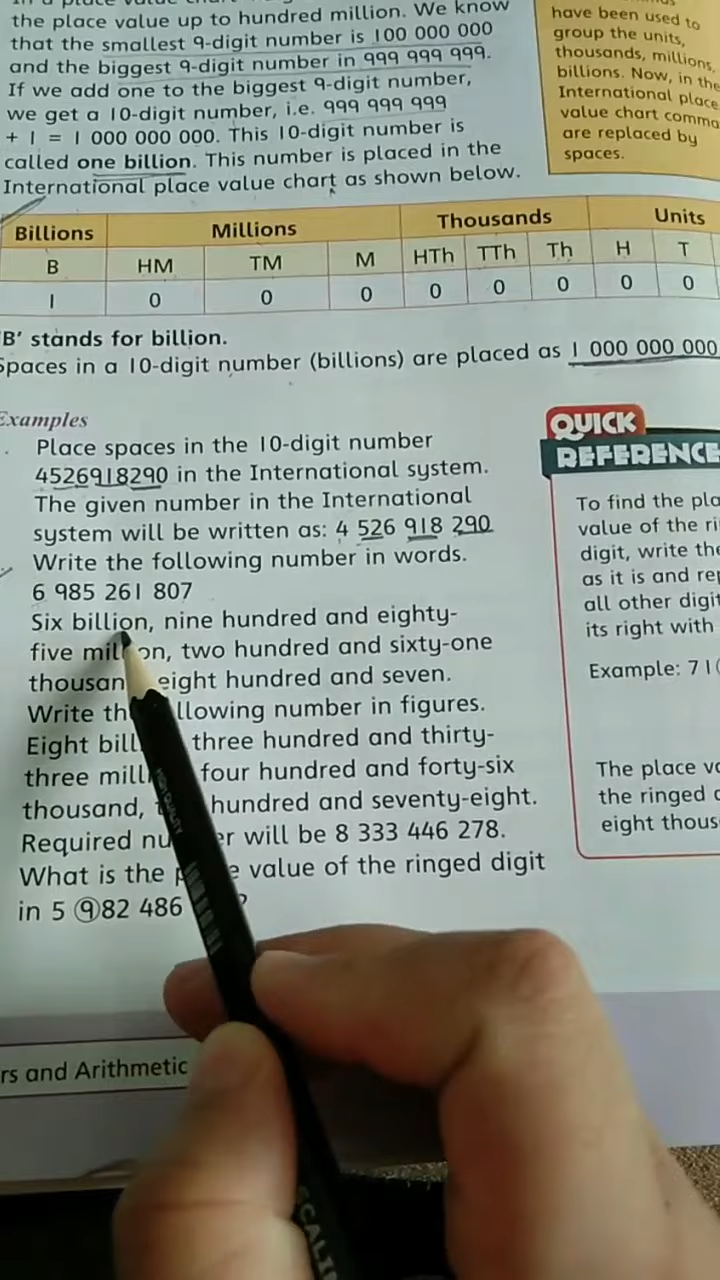 the place value up to hundred million. We know
that the smallest 9-digit number is 100 000 000
and the biggest 9-digit number in 999 999 999.
If we add one to the biggest 9-digit number,
we get a 10-digit number, i.e. 999 999 999
+ 1 = 1 000 000 000. This 10-digit number is
called one billion. This number is placed in the
International place value chart as shown below.
have been used to
group the units,
thousands, millions,
billions. Now, in the
International place
value chart comma
are replaced by
spaces.
Billions Millions Thousands Units
B HM TM M HTh TTh Th H T
1 0 0 0 0 0 0 0 0
'B' stands for billion.
Spaces in a 10-digit number (billions) are placed as 1 000 000 000
Examples
Place spaces in the 10-digit number
4526918290 in the International system.
The given number in the International
system will be written as: 4 526 918 290
Write the following number in words.
6 985 261 807
Six billion, nine hundred and eighty-
five million, two hundred and sixty-one
thousan eight hundred and seven.
Write th llowing number in figures.
Eight bill three hundred and thirty-
three mill four hundred and forty-six
thousand, hundred and seventy-eight.
Required nu er will be 8 333 446 278.
What is the p e value of the ringed digit
in 5 9 82 486 ?
QUICK
REFERENCE
To find the pla
value of the ri
digit, write the
as it is and rep
all other digit
its right with
Example: 7 1
The place va
the ringed
eight thous
rs and Arithmetic
HIGH QUALITY